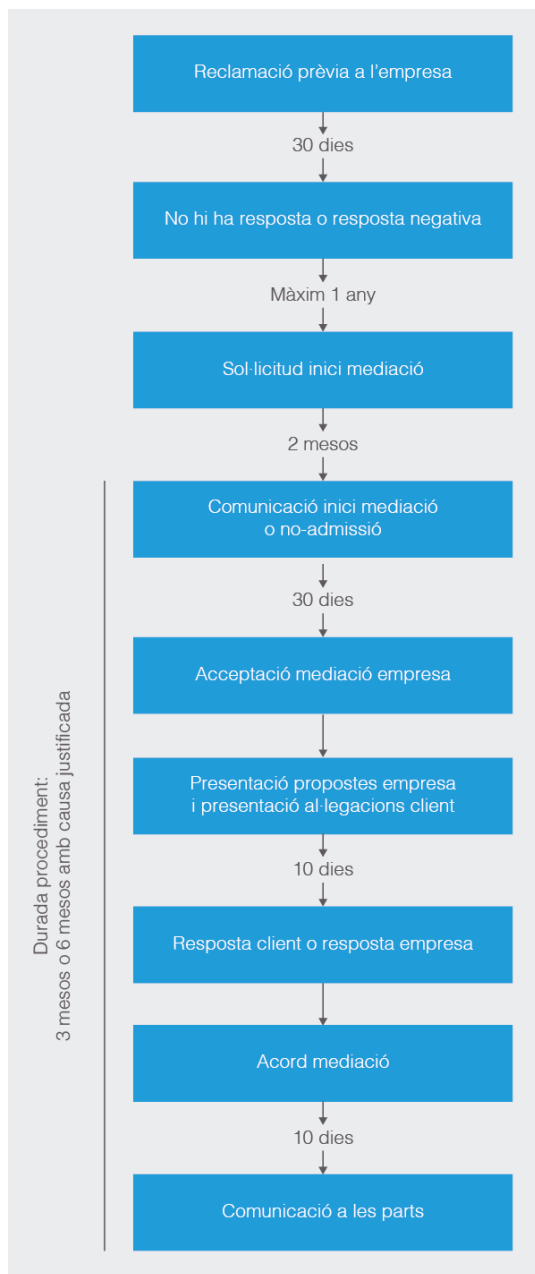 Reclamació prèvia a l'empresa
30 dies
No hi ha resposta o resposta negativa
Màxim 1 any
Sol·licitud inici mediació
2 mesos
Comunicació inici mediació
o no-admissió
30 dies
Acceptació mediació empresa
Presentació propostes empresa
i presentació al·legacions client
10 dies
Resposta client o resposta empresa
Acord mediació
10 dies
Comunicació a les parts
Durada procediment:
3 mesos o 6 mesos amb causa justificada